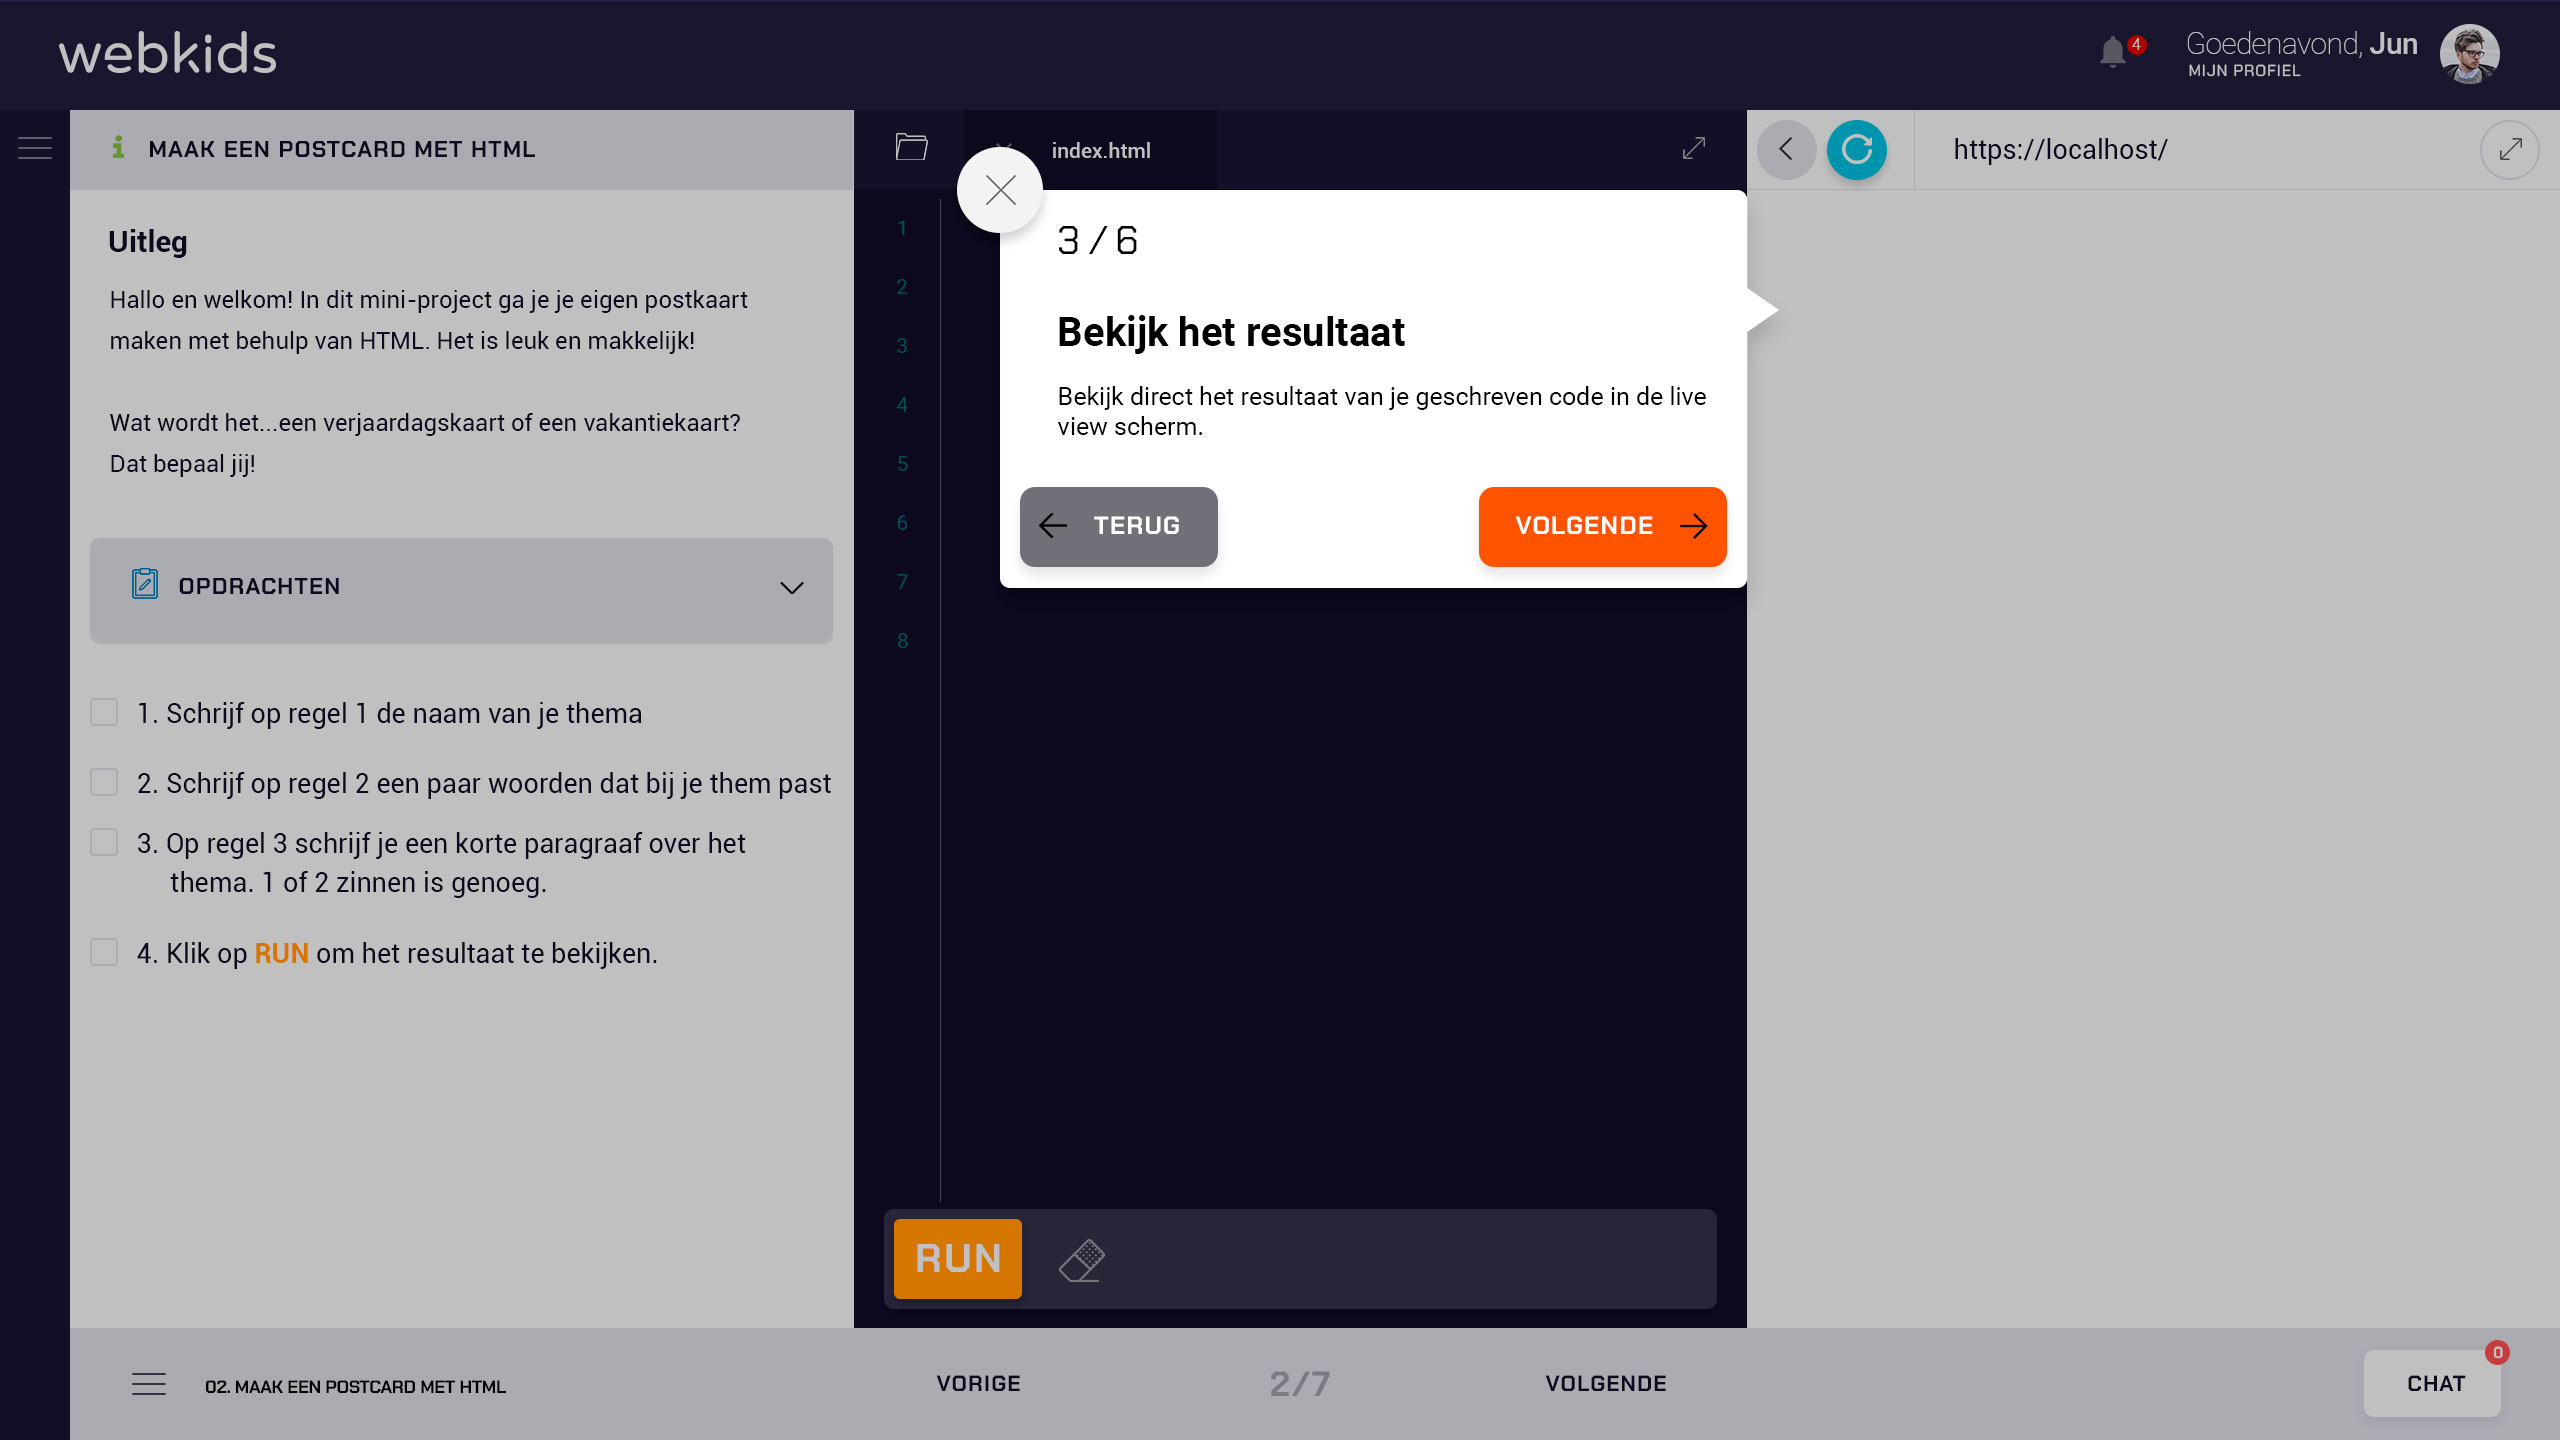 webkids
4
Goedenavond, Jun
MIJN PROFIEL
MAAK EEN POSTCARD MET HTML
index.html
https://localhost/
Uitleg
Hallo en welkom! In dit mini-project ga je je eigen postkaart
maken met behulp van HTML. Het is leuk en makkelijk!
Wat wordt het...een verjaardagskaart of een vakantiekaart?
Dat bepaal jij!
OPDRACHTEN
1. Schrijf op regel 1 de naam van je thema
2. Schrijf op regel 2 een paar woorden dat bij je them past
3. Op regel 3 schrijf je een korte paragraaf over het
thema. 1 of 2 zinnen is genoeg.
4. Klik op RUN om het resultaat te bekijken.
1
2
3
4
5
6
7
8
3 / 6
Bekijk het resultaat
Bekijk direct het resultaat van je geschreven code in de live
view scherm.
TERUG
VOLGENDE
RUN
02. MAAK EEN POSTCARD MET HTML
VORIGE
2/7
VOLGENDE
CHAT
0